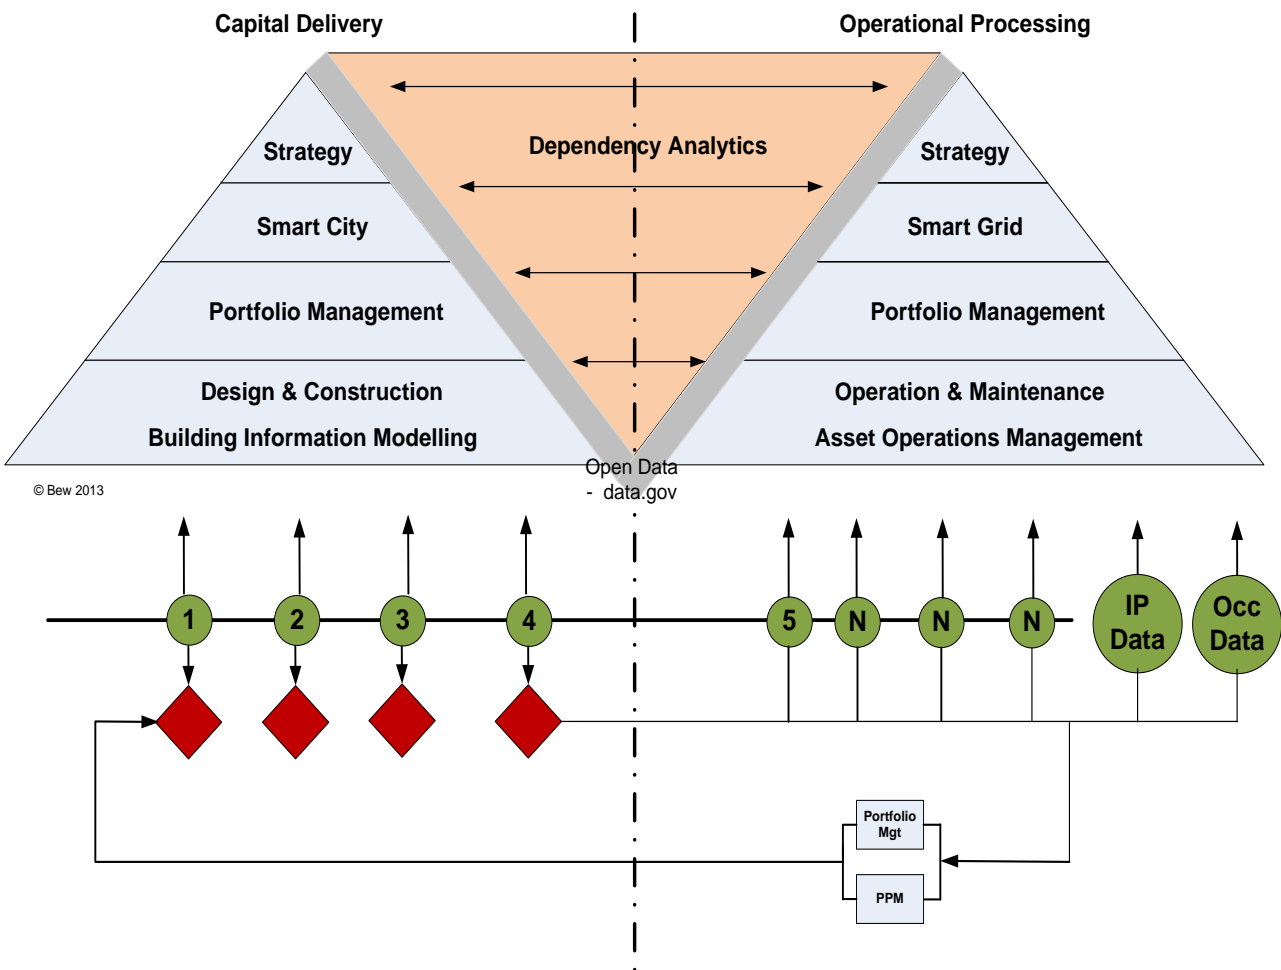 Capital Delivery
Operational Processing
Dependency Analytics
Strategy
Strategy
Smart City
Smart Grid
Portfolio Management
Portfolio Management
Design & Construction
Building Information Modelling
Operation & Maintenance
Asset Operations Management
Open Data
- data.gov
© Bew 2013
1
2
3
4
5
N
N
N
IP
Data
Occ
Data
Portfolio
Mgt
PPM